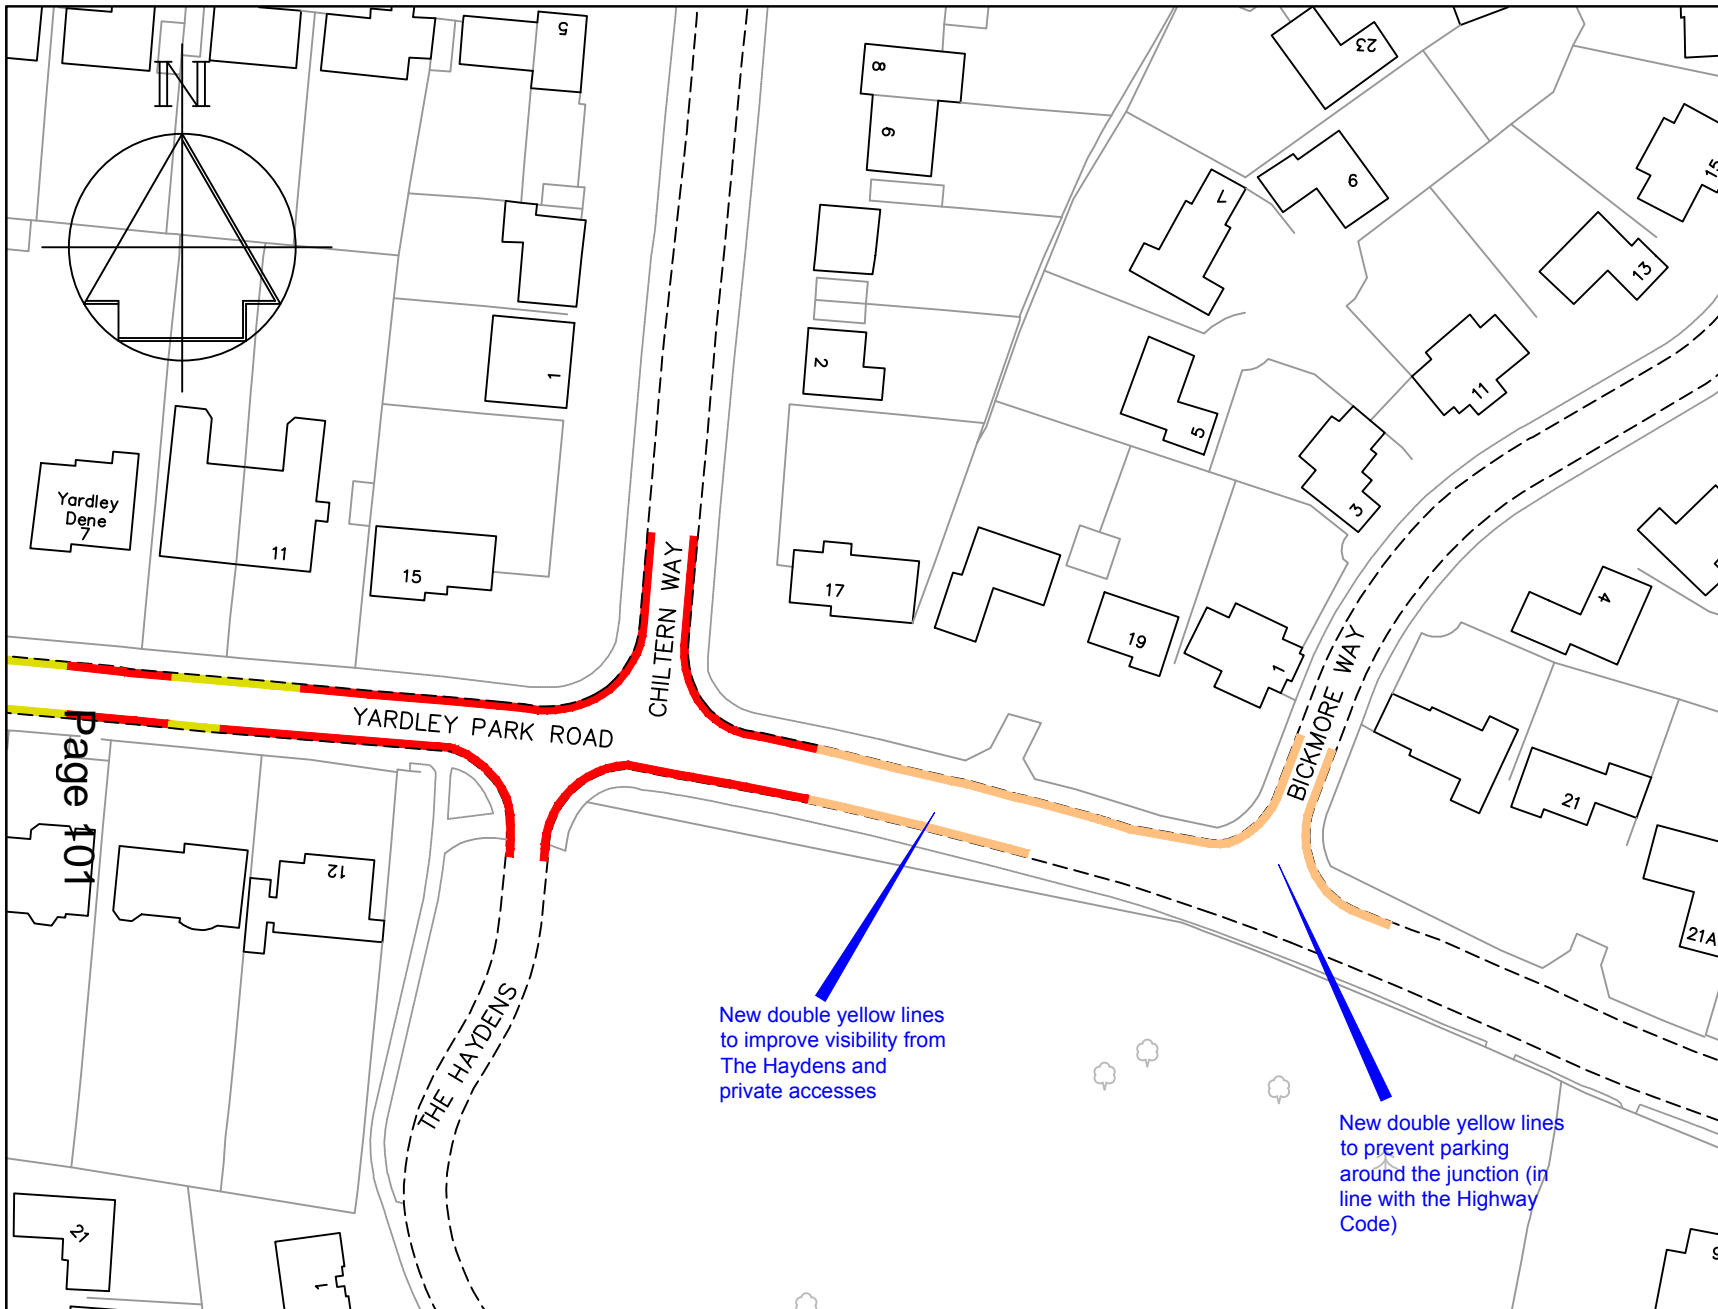 5
8
6
23
9
15
7
13
N
1
2
11
5
3
Yardley
Dene
7
11
15
17
19
1
4
CHILTERN WAY
BICKMORE WAY
YARDLEY PARK ROAD
21
21A
Page 101
12
THE HAYDENS
New double yellow lines
to improve visibility from
The Haydens and
private accesses
New double yellow lines
to prevent parking
around the junction (in
line with the Highway
Code)
21
1